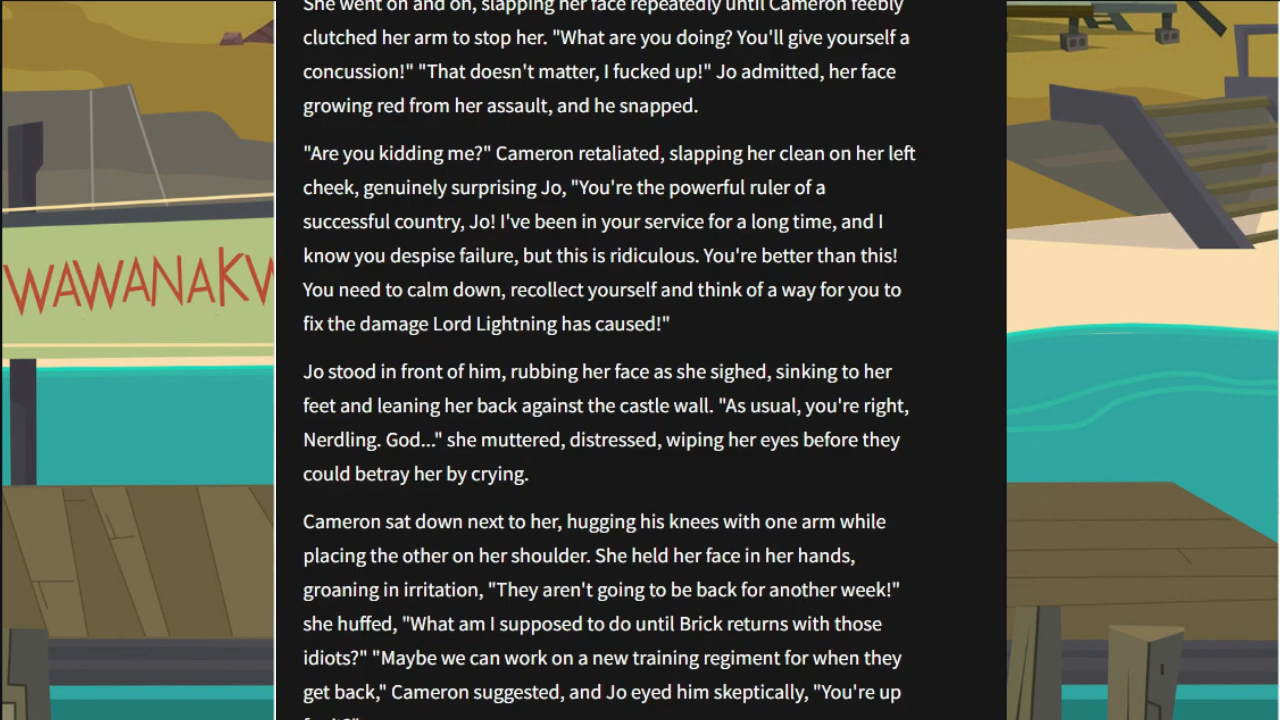 She went on and on, slapping her face repeatedly until Cameron feebly
clutched her arm to stop her. "What are you doing? You'll give yourself a
concussion!" "That doesn't matter, I fucked up!" Jo admitted, her face
growing red from her assault, and he snapped.
"Are you kidding me?" Cameron retaliated, slapping her clean on her left
cheek, genuinely surprising Jo, "You're the powerful ruler of a
successful country, Jo! I've been in your service for a long time, and I
know you despise failure, but this is ridiculous. You're better than this!
You need to calm down, recollect yourself and think of a way for you to
fix the damage Lord Lightning has caused!"
Jo stood in front of him, rubbing her face as she sighed, sinking to her
feet and leaning her back against the castle wall. "As usual, you're right,
Nerdling. God..." she muttered, distressed, wiping her eyes before they
could betray her by crying.
Cameron sat down next to her, hugging his knees with one arm while
placing the other on her shoulder. She held her face in her hands,
groaning in irritation, "They aren't going to be back for another week!"
she huffed, "What am I supposed to do until Brick returns with those
idiots?" "Maybe we can work on a new training regiment for when they
get back," Cameron suggested, and Jo eyed him skeptically, "You're up
WAWANAKW